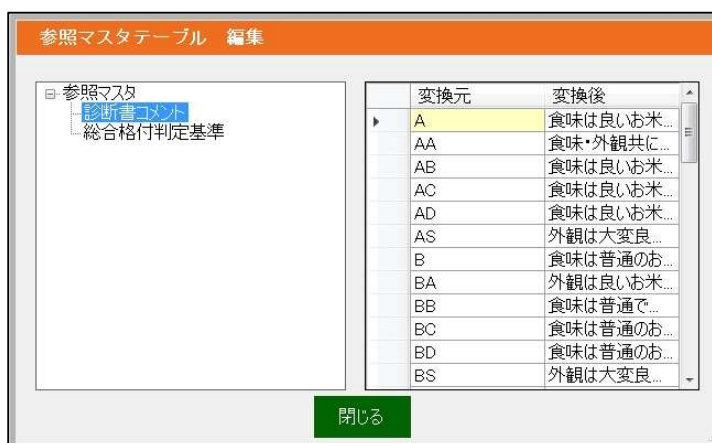 参照マスタテーブル 編集
参照マスタ
診断書コメント
総合格付判定基準
変換元 変換後
A 食味は良いお米...
AA 食味・外観共に...
AB 食味は良いお米...
AC 食味は良いお米...
AD 食味は良いお米...
AS 外観は大変良...
B 食味は普通のお...
BA 外観は良いお米...
BB 食味は普通で...
BC 食味は普通のお...
BD 食味は普通のお...
BS 外観は大変良...
閉じる